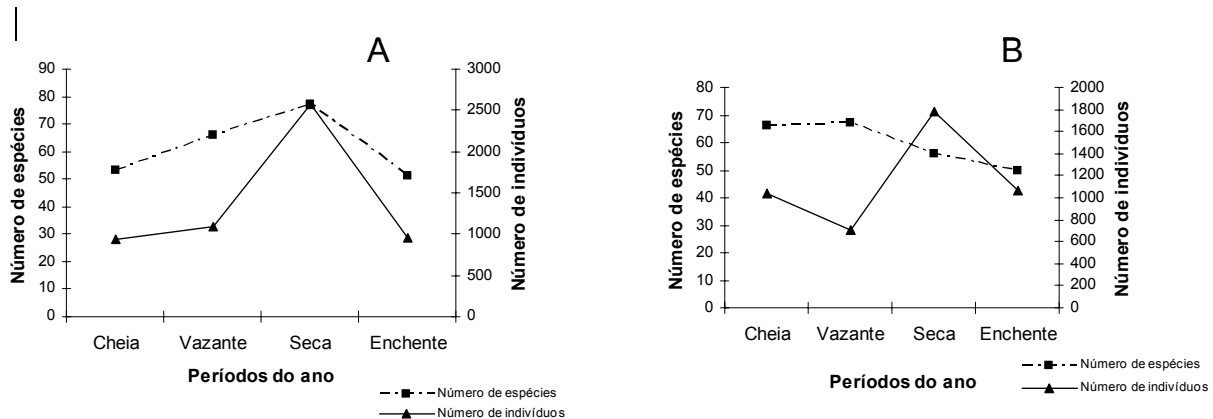 A
Número de espécies
90
80
70
60
50
40
30
20
10
0
3000
2500
2000
1500
1000
500
0
Número de indivíduos
Cheia Vazante Seca Enchente
Períodos do ano
Número de espécies
Número de indivíduos
B
Número de espécies
80
70
60
50
40
30
20
10
0
2000
1800
1600
1400
1200
1000
800
600
400
200
0
Número de indivíduos
Cheia Vazante Seca Enchente
Períodos do ano
Número de espécies
Número de indivíduos